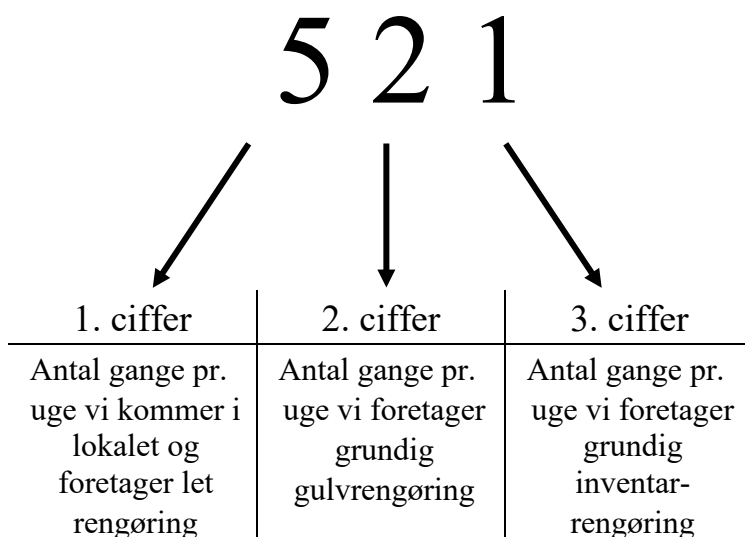 5 2 1
1. ciffer
2. ciffer
3. ciffer
Antal gange pr.
uge vi kommer i
lokalet og
foretager let
rengøring
Antal gange pr.
uge vi foretager
grundig
gulvrengøring
Antal gange pr.
uge vi foretager
grundig
inventar-
rengøring